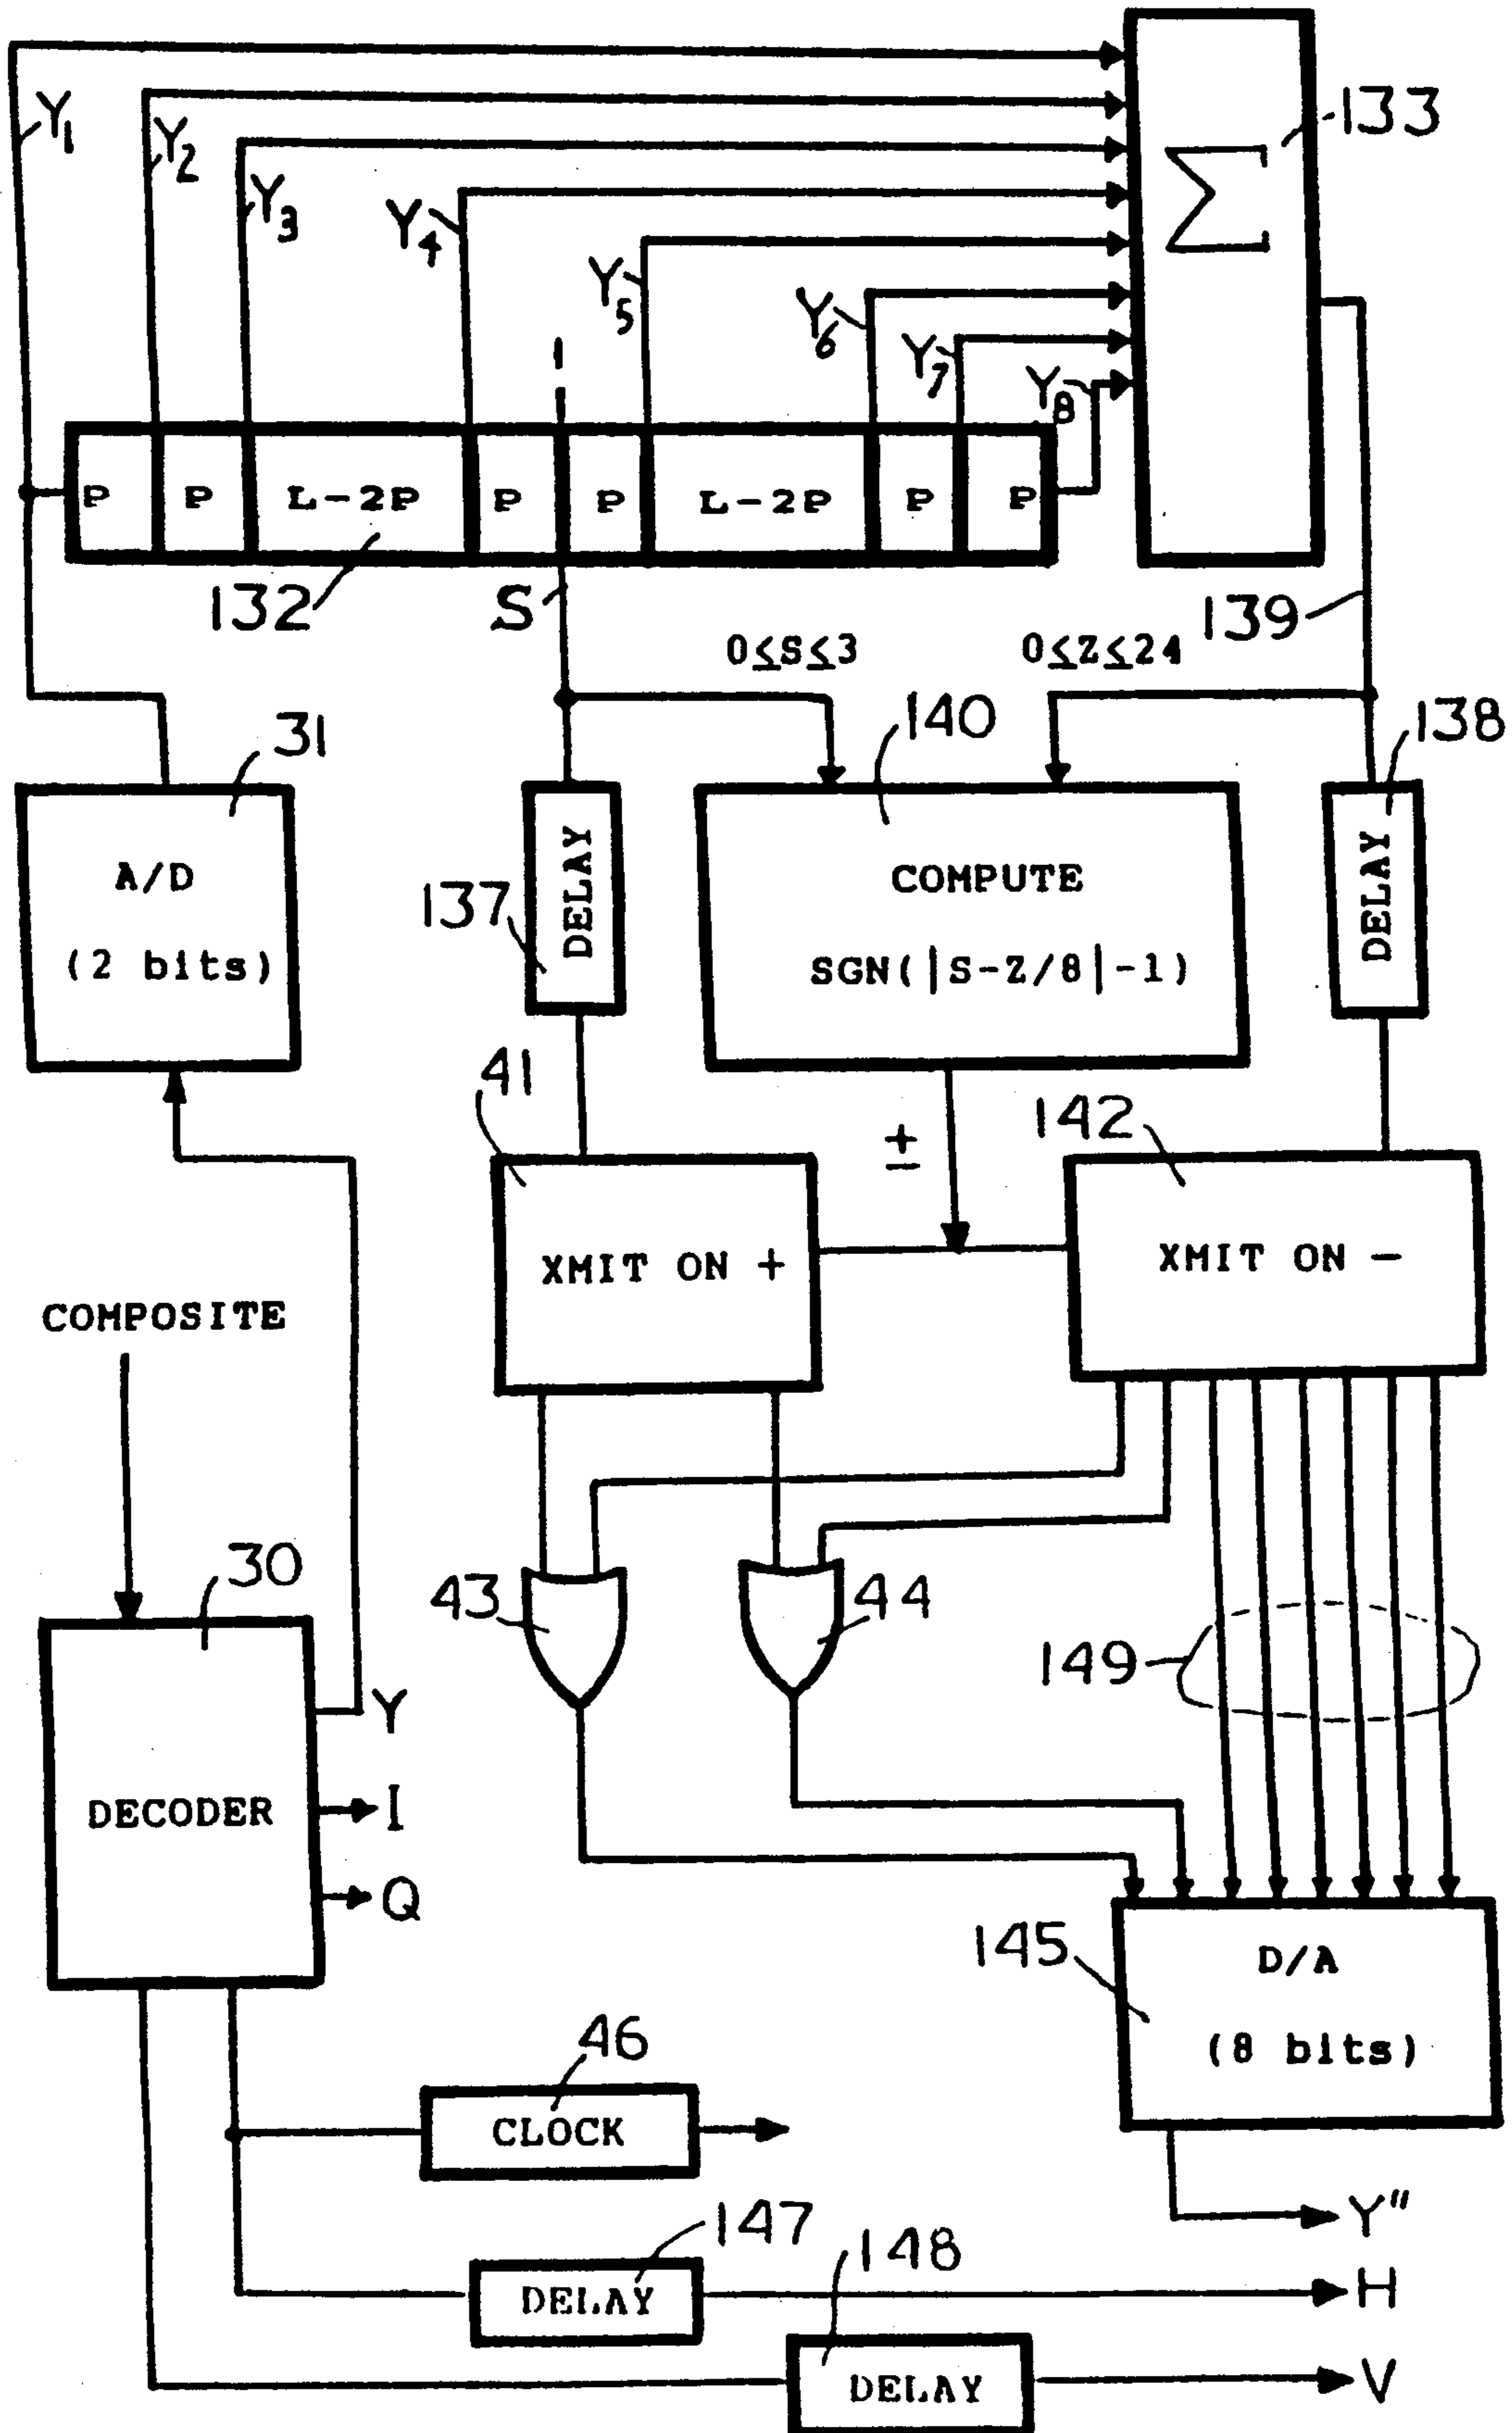 133
Σ
Y1
Y2
Y3
Y4
Y5
Y6
Y7
Y8
P
P
L-2P
P
P
L-2P
P
P
132
S
139
0≤S≤3
0≤Z≤24
31
140
138
A/D
(2 bits)
137
DELAY
COMPUTE
SGN(|S-Z/8|-1)
DELAY
41
±
142
XMIT ON +
XMIT ON -
COMPOSITE
30
43
44
149
Y
DECODER
I
Q
145
D/A
(8 bits)
46
CLOCK
147
Y"
148
DELAY
H
DELAY
V